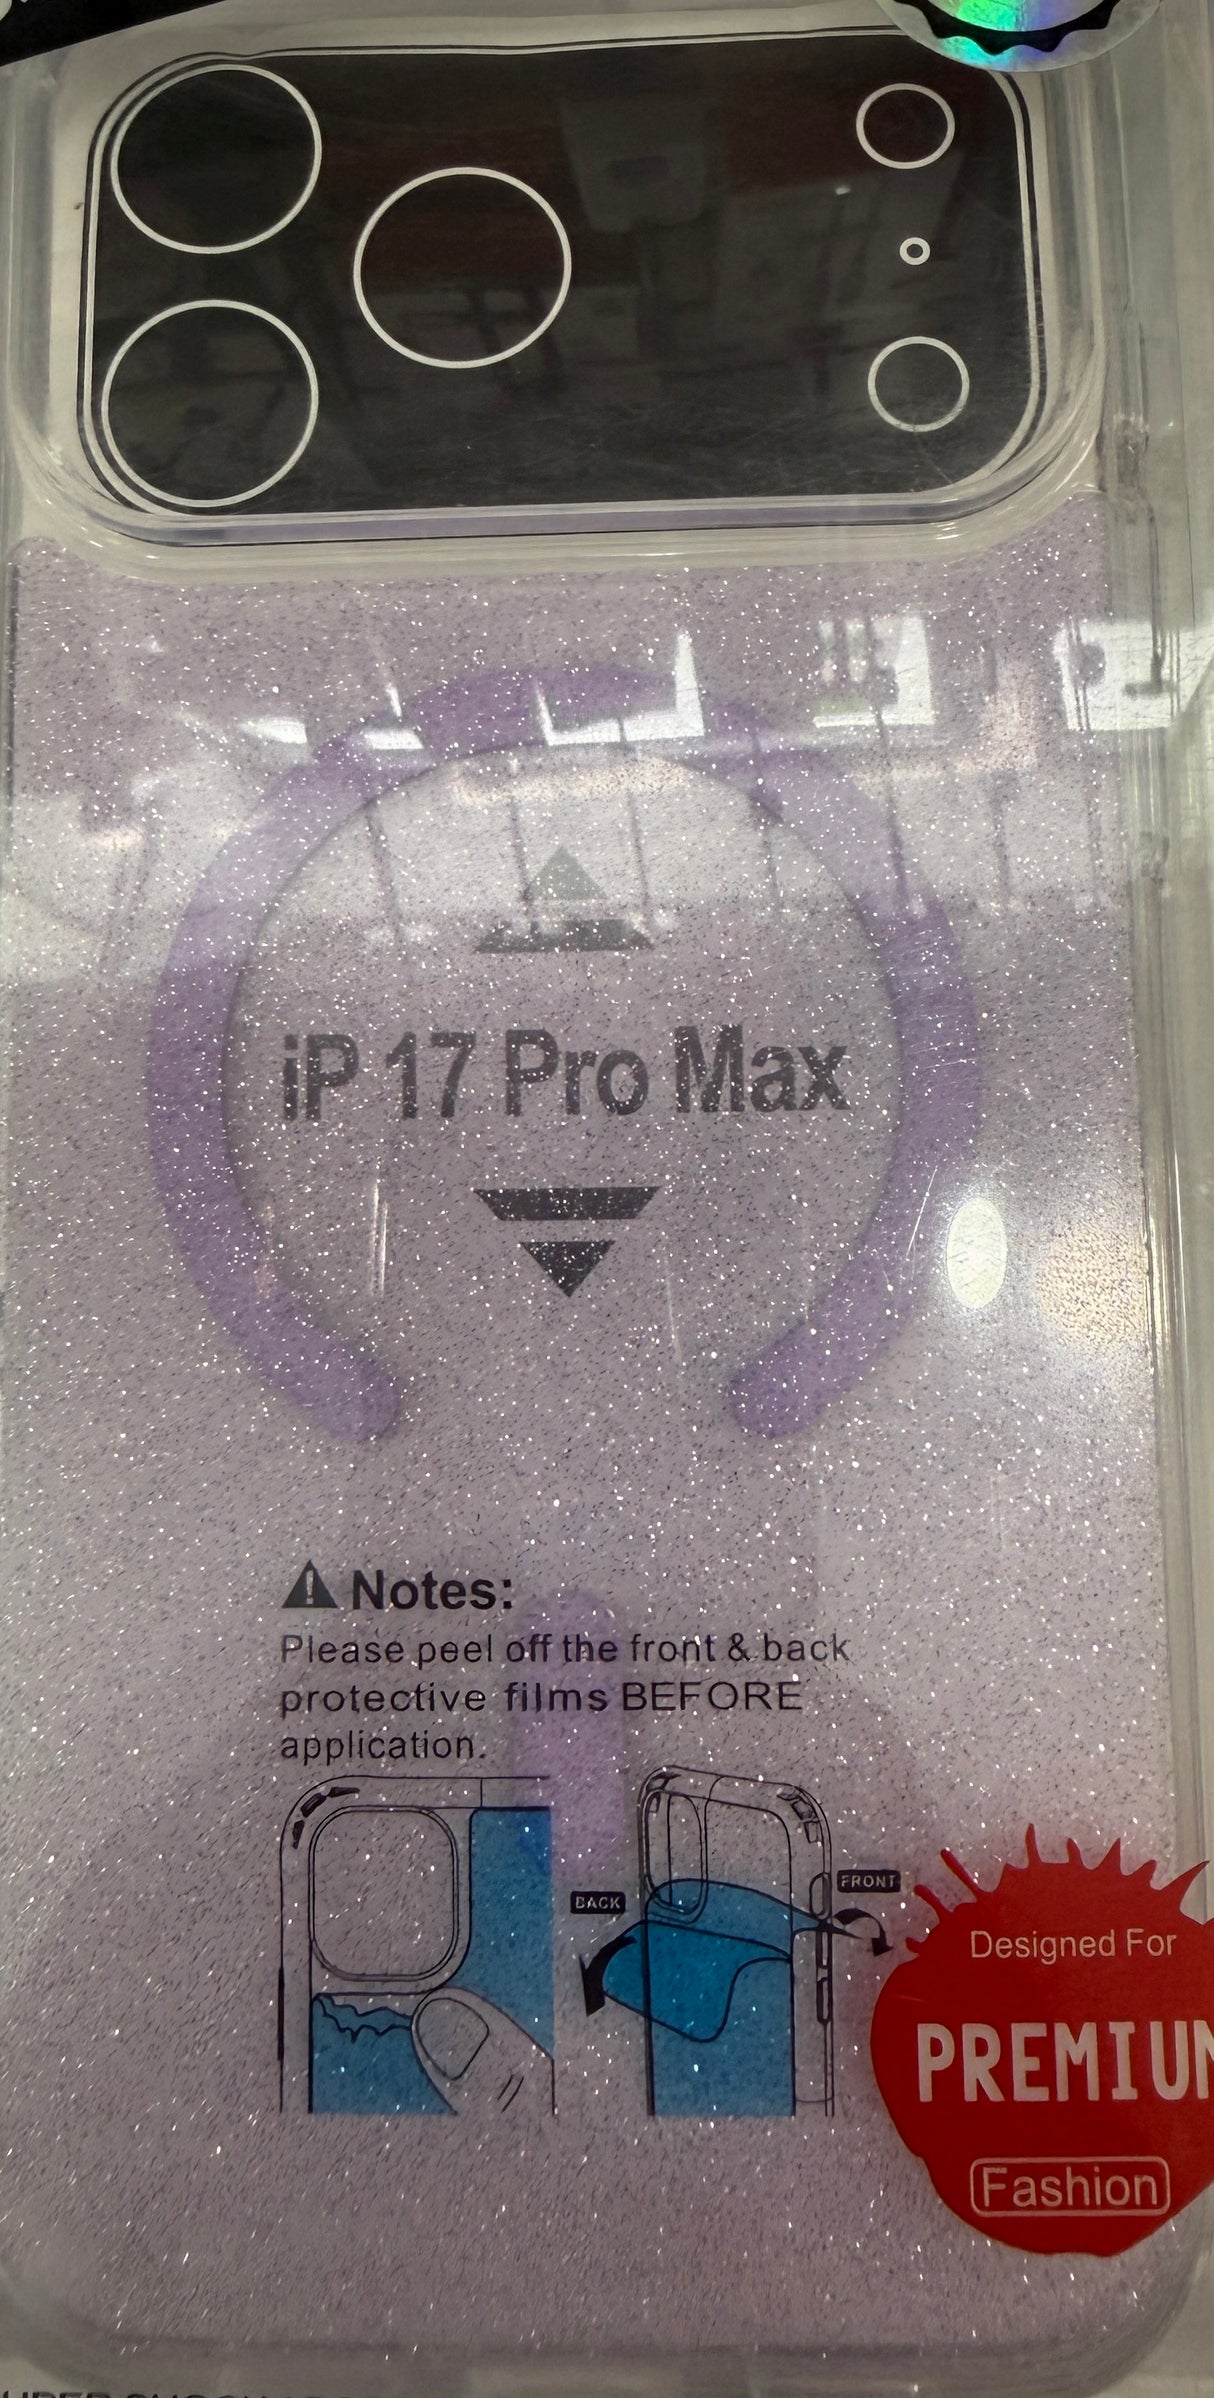 iP 17 Pro Max
Notes:
Please peel off the front & back
protective films BEFORE
application.
BACK
FRONT
Designed For
PREMIUM
Fashion